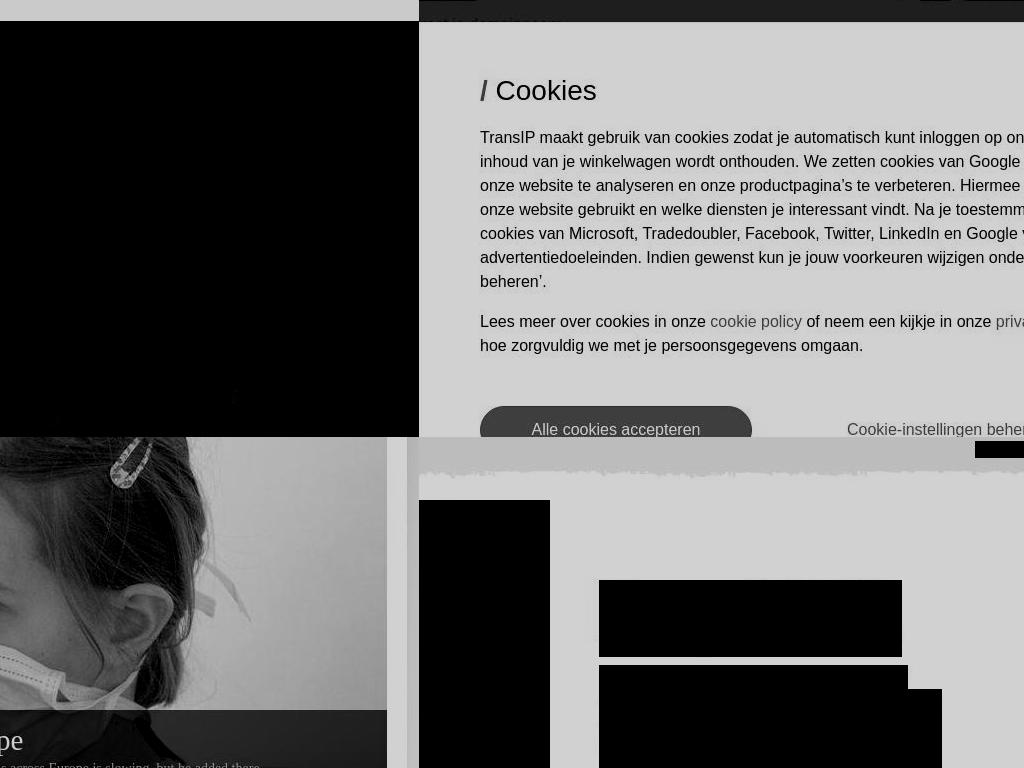 / Cookies
TransIP maakt gebruik van cookies zodat je automatisch kunt inloggen op on
inhoud van je winkelwagen wordt onthouden. We zetten cookies van Google
onze website te analyseren en onze productpagina’s te verbeteren. Hiermee
onze website gebruikt en welke diensten je interessant vindt. Na je toestemm
cookies van Microsoft, Tradedoubler, Facebook, Twitter, LinkedIn en Google v
advertentiedoeleinden. Indien gewenst kun je jouw voorkeuren wijzigen onde
beheren’.
Lees meer over cookies in onze cookie policy of neem een kijkje in onze priva
hoe zorgvuldig we met je persoonsgegevens omgaan.
Alle cookies accepteren Cookie-instellingen beher
pe
s across Europe is slowing, but he added there